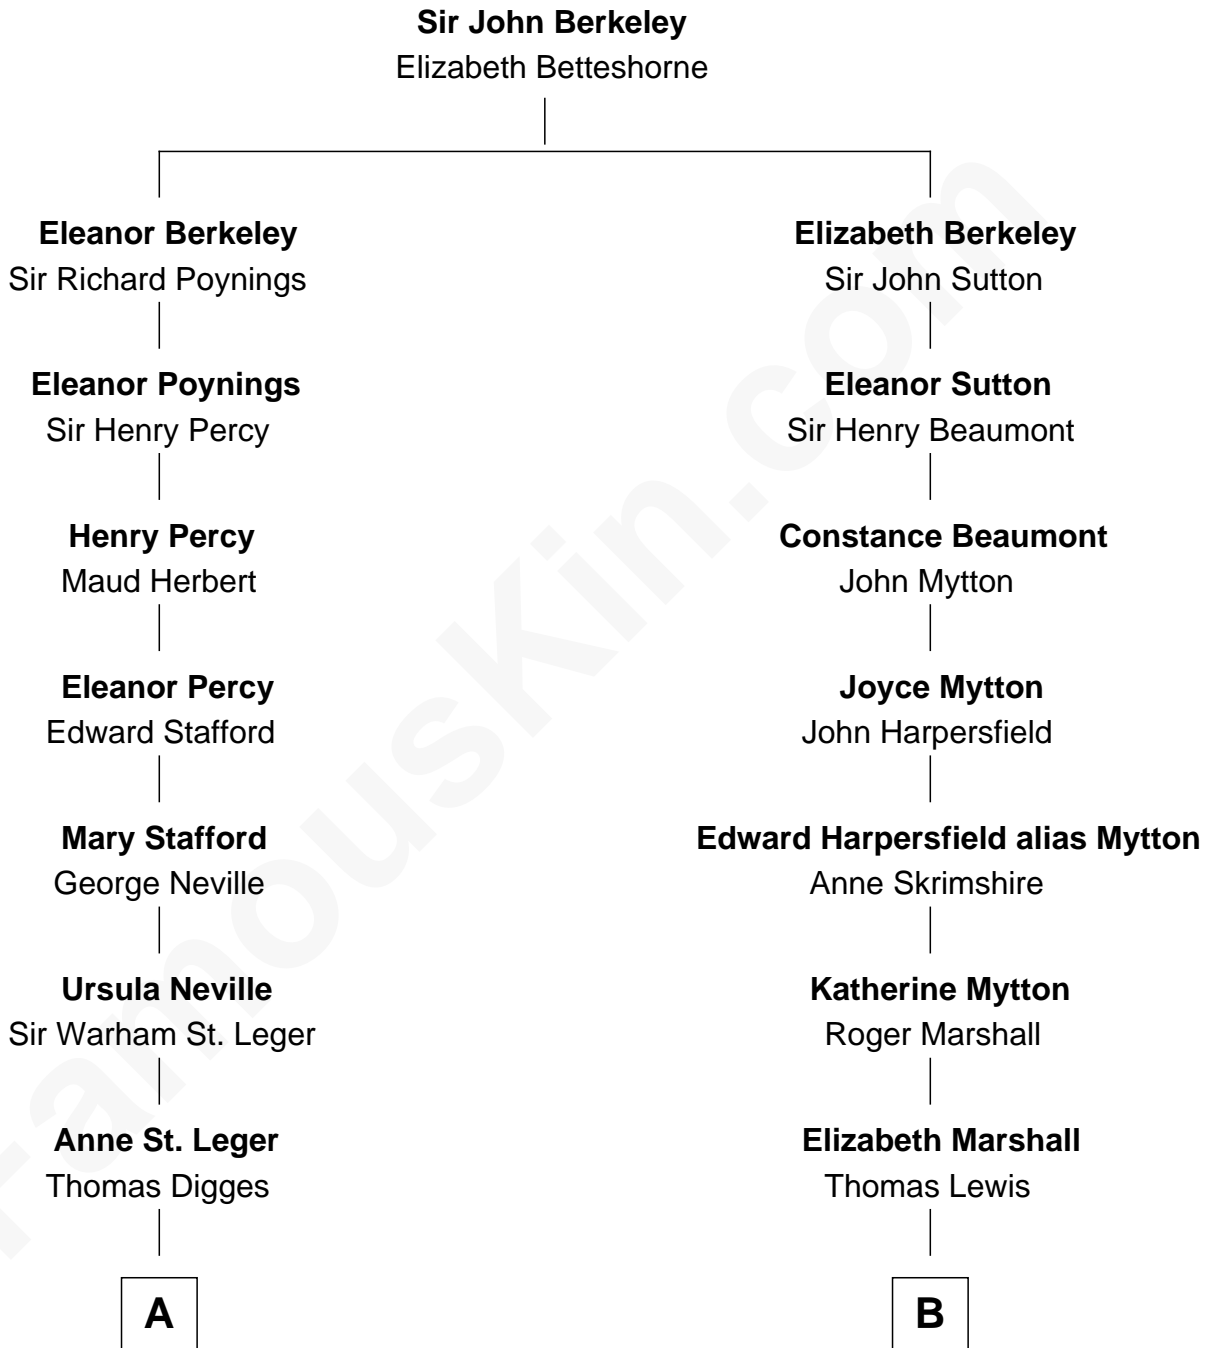 Sir John Berkeley
Elizabeth Betteshorne
Eleanor Berkeley
Sir Richard Poynings
Eleanor Poynings
Sir Henry Percy
Henry Percy
Maud Herbert
Eleanor Percy
Edward Stafford
Mary Stafford
George Neville
Ursula Neville
Sir Warham St. Leger
Anne St. Leger
Thomas Digges
A
Elizabeth Berkeley
Sir John Sutton
Eleanor Sutton
Sir Henry Beaumont
Constance Beaumont
John Mytton
Joyce Mytton
John Harpersfield
Edward Harpersfield alias Mytton
Anne Skrimshire
Katherine Mytton
Roger Marshall
Elizabeth Marshall
Thomas Lewis
B
FamousKin.com